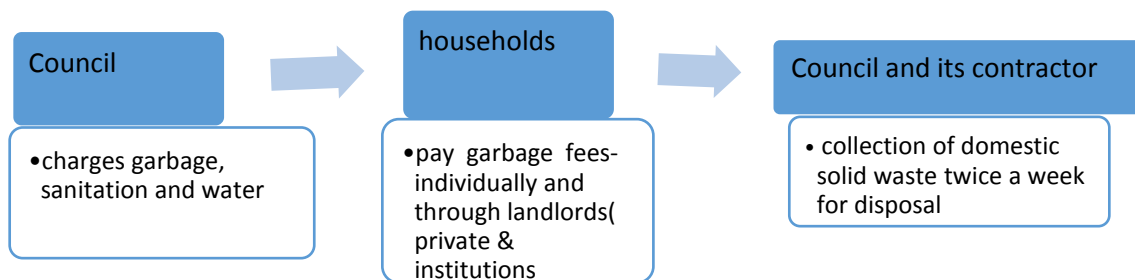 Council
•charges garbage,
sanitation and water
households
•pay garbage fees-
individually and
through landlords(
private &
institutions
Council and its contractor
• collection of domestic
solid waste twice a week
for disposal